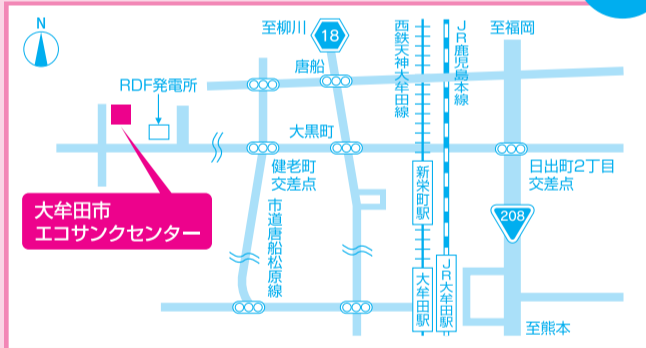 N
至柳川
18
西鉄天神大牟田線
JR鹿児島本線
至福岡
唐船
RDF発電所
大黒町
健老町
交差点
新栄町駅
日出町2丁目
交差点
大牟田市
エコサンクセンター
市道唐船松原線
208
大牟田駅
JR大牟田駅
至熊本